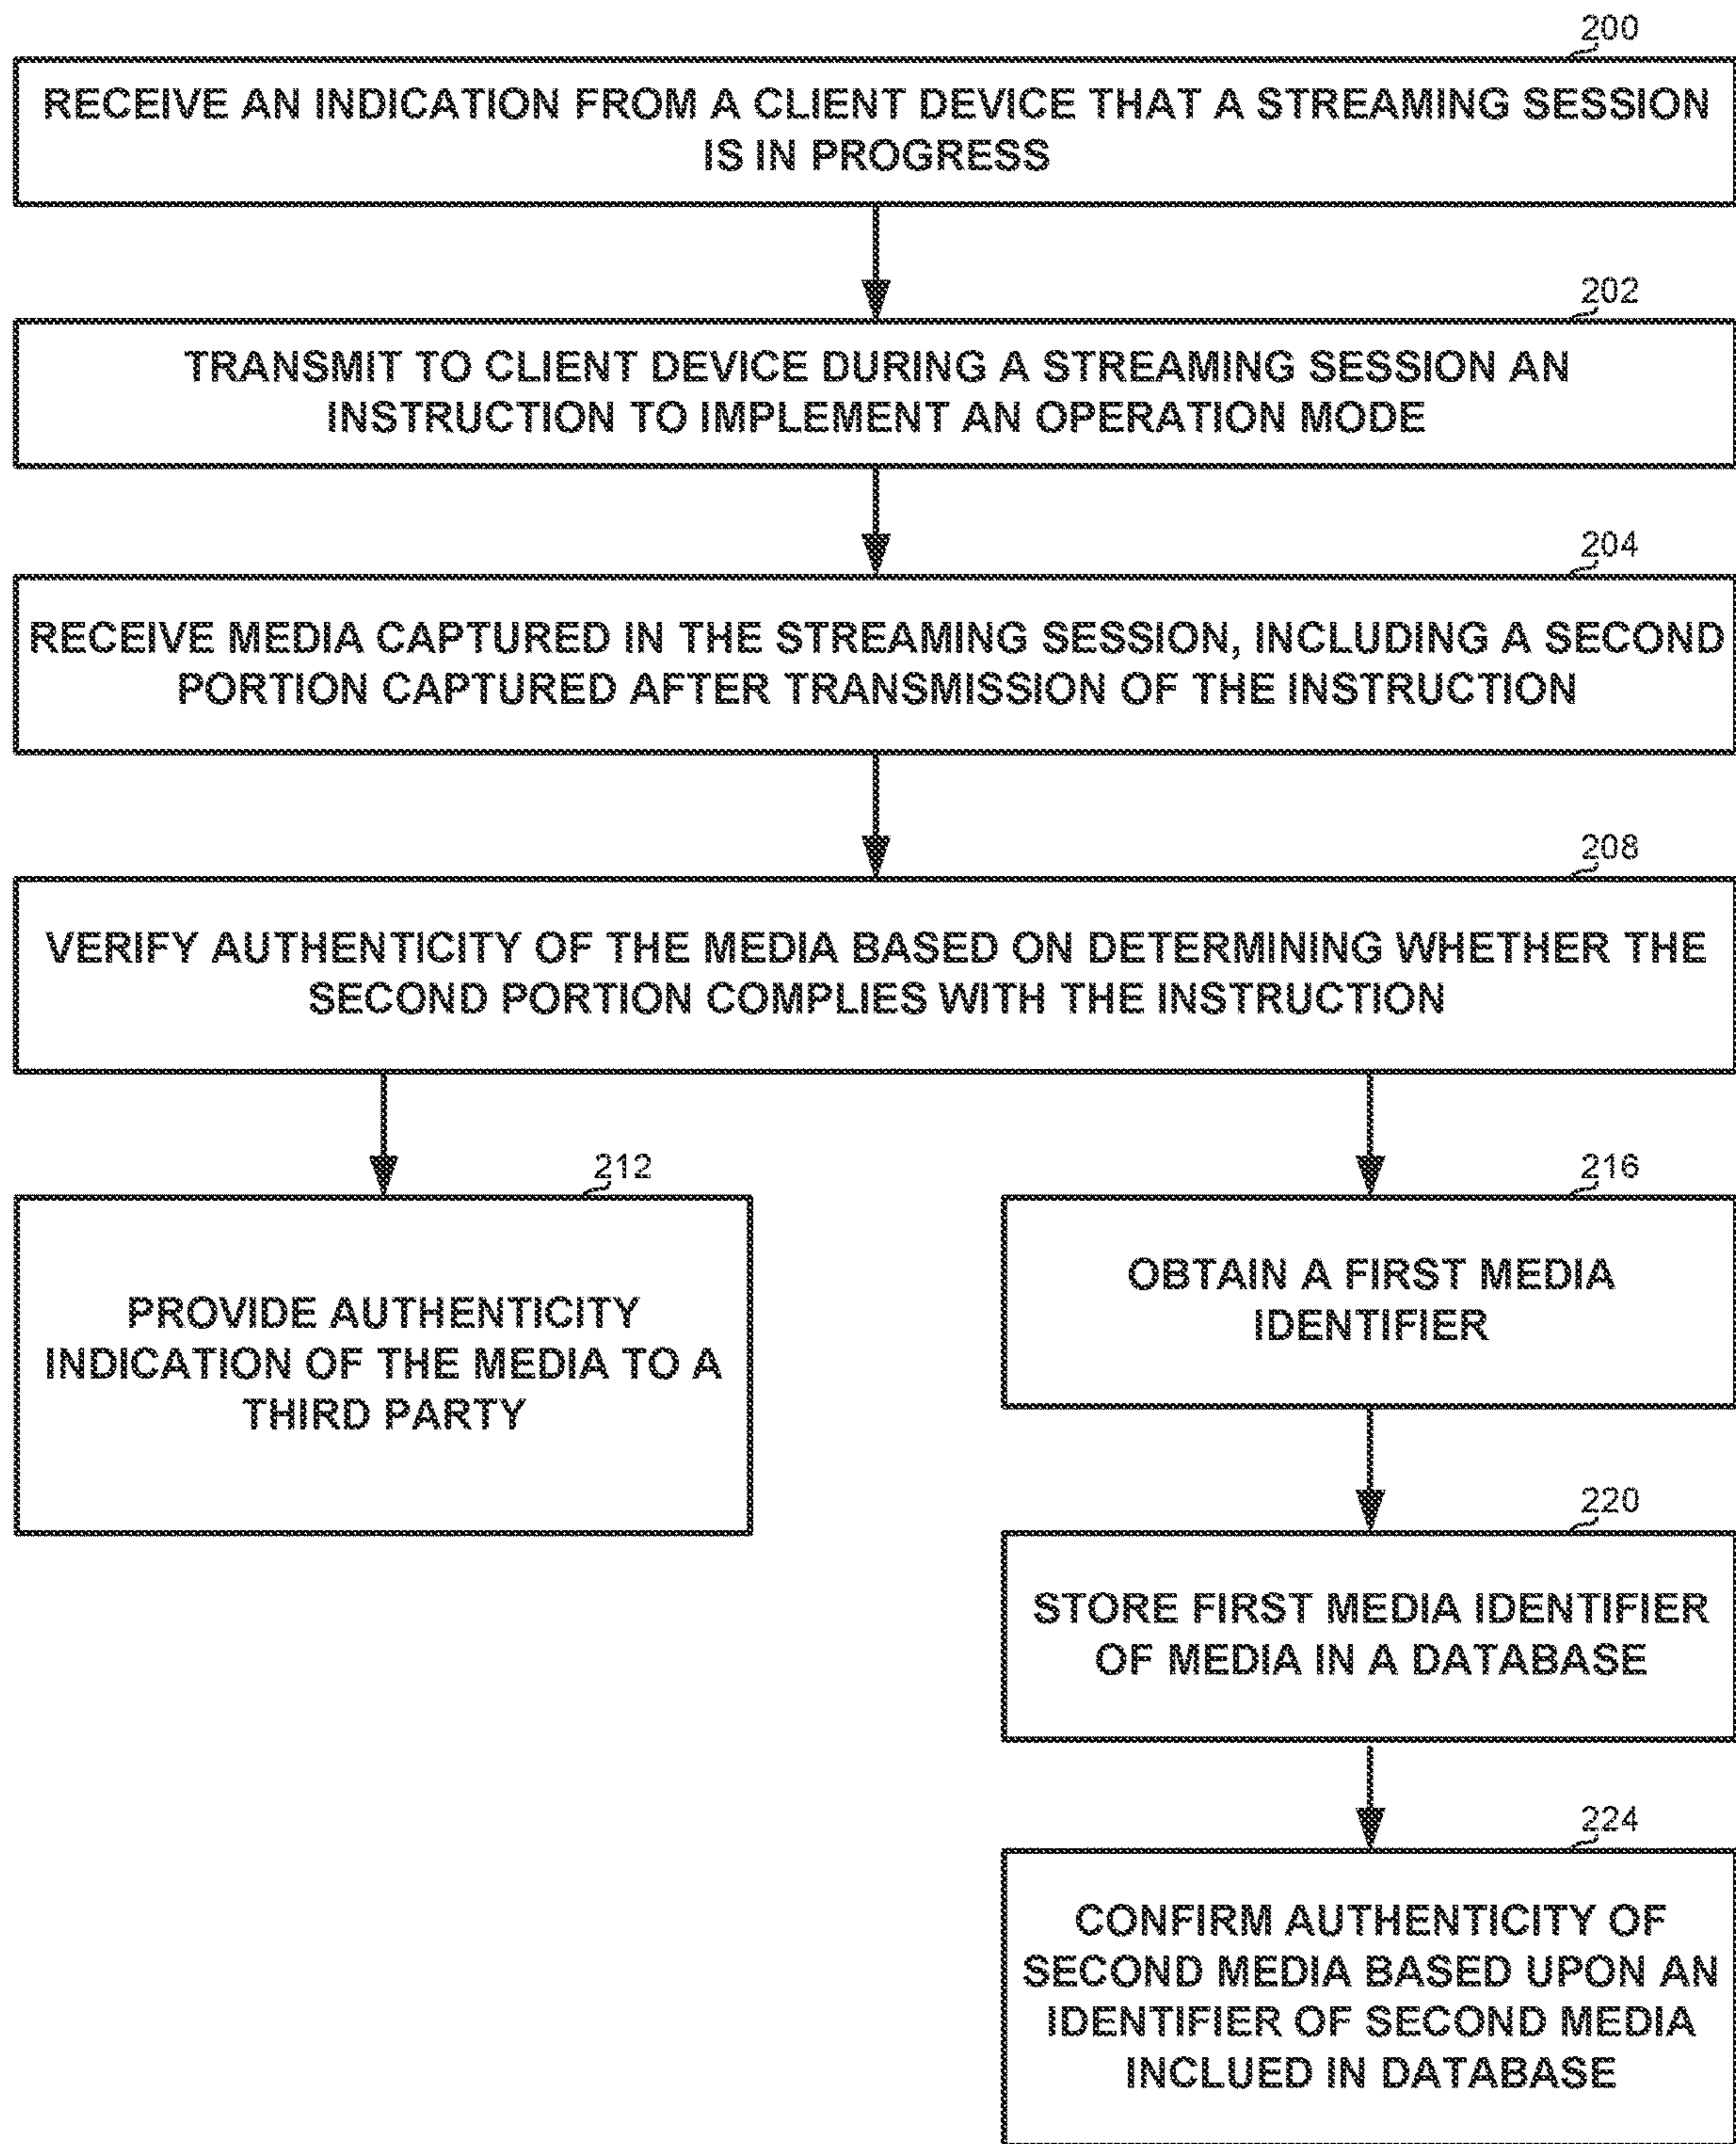 200
RECEIVE AN INDICATION FROM A CLIENT DEVICE THAT A STREAMING SESSION
IS IN PROGRESS
202
TRANSMIT TO CLIENT DEVICE DURING A STREAMING SESSION AN
INSTRUCTION TO IMPLEMENT AN OPERATION MODE
204
RECEIVE MEDIA CAPTURED IN THE STREAMING SESSION, INCLUDING A SECOND
PORTION CAPTURED AFTER TRANSMISSION OF THE INSTRUCTION
208
VERIFY AUTHENTICITY OF THE MEDIA BASED ON DETERMINING WHETHER THE
SECOND PORTION COMPLIES WITH THE INSTRUCTION
212
PROVIDE AUTHENTICITY
INDICATION OF THE MEDIA TO A
THIRD PARTY
216
OBTAIN A FIRST MEDIA
IDENTIFIER
220
STORE FIRST MEDIA IDENTIFIER
OF MEDIA IN A DATABASE
224
CONFIRM AUTHENTICITY OF
SECOND MEDIA BASED UPON AN
IDENTIFIER OF SECOND MEDIA
INCLUED IN DATABASE